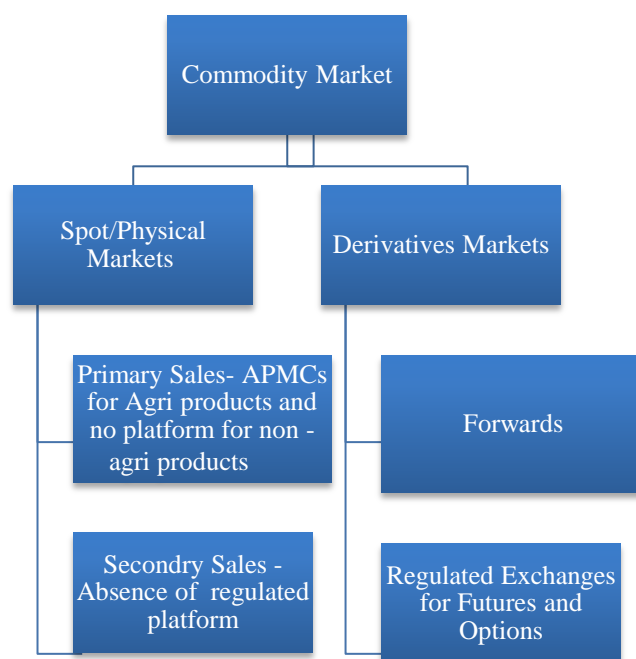 Commodity Market
Spot/Physical
Markets
Derivatives Markets
Primary Sales- APMCs
for Agri products and
no platform for non -
agri products
Forwards
Secondry Sales -
Absence of regulated
platform
Regulated Exchanges
for Futures and
Options